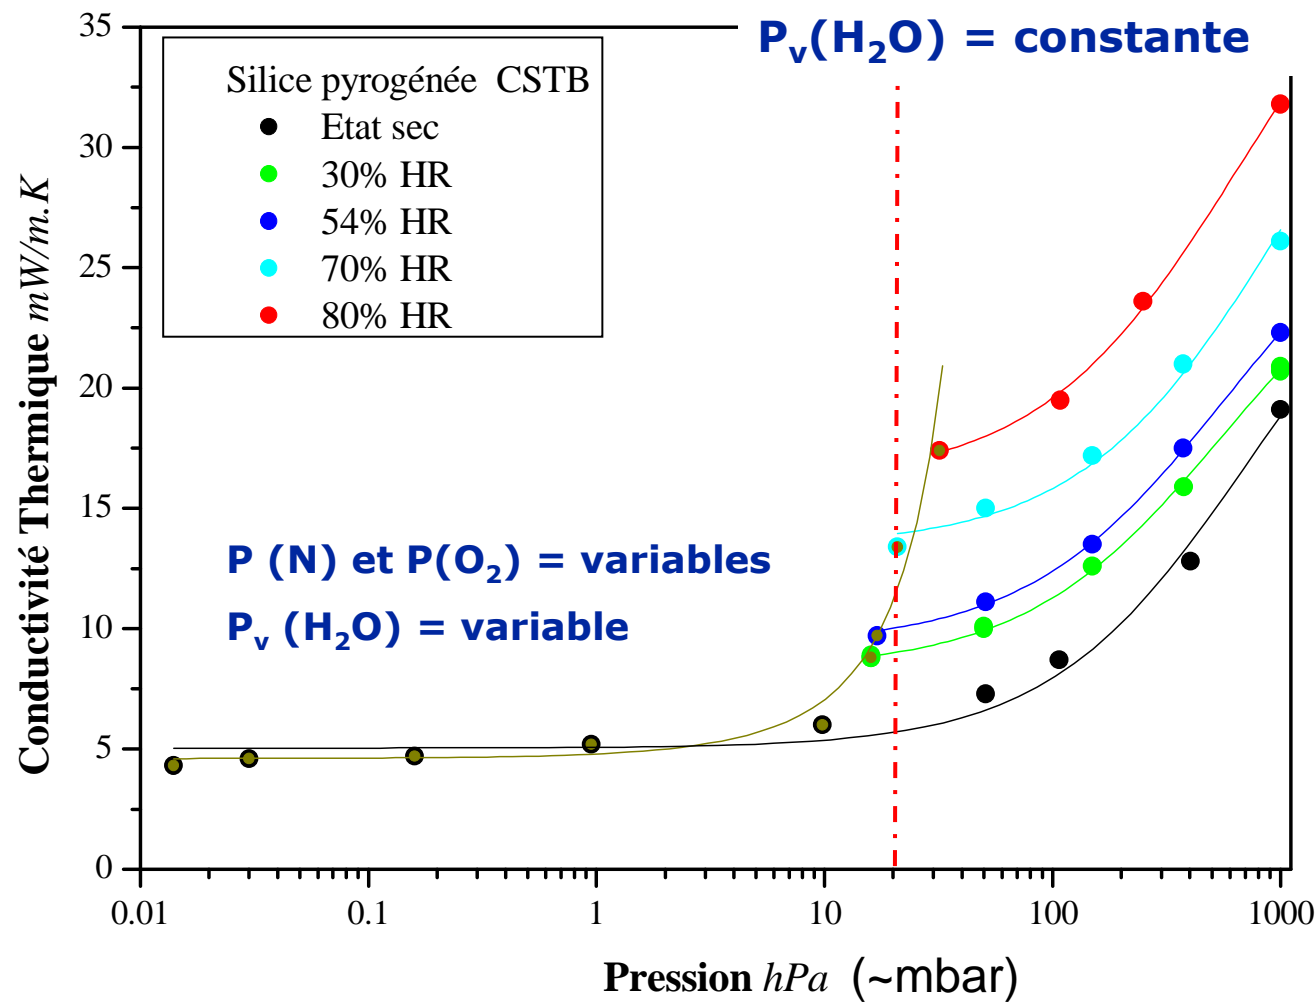 P_v(H₂O) = constante
Silice pyrogénée CSTB
Etat sec
30% HR
54% HR
70% HR
80% HR
P (N) et P(O₂) = variables
P_v (H₂O) = variable
Conductivité Thermique mW/m.K
35
30
25
20
15
10
5
0
0.01
0.1
1
10
100
1000
Pression hPa (~mbar)